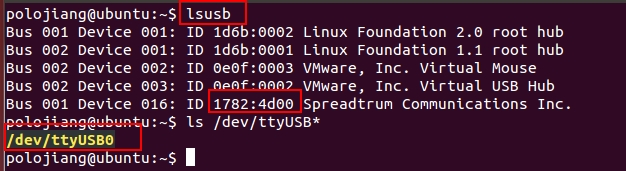 polojiang@ubuntu:~$ lsusb
Bus 001 Device 001: ID 1d6b:0002 Linux Foundation 2.0 root hub
Bus 002 Device 001: ID 1d6b:0001 Linux Foundation 1.1 root hub
Bus 002 Device 002: ID 0e0f:0003 VMware, Inc. Virtual Mouse
Bus 002 Device 003: ID 0e0f:0002 VMware, Inc. Virtual USB Hub
Bus 001 Device 016: ID 1782:4d00 Spreadtrum Communications Inc.
polojiang@ubuntu:~$ ls /dev/ttyUSB*
/dev/ttyUSB0
polojiang@ubuntu:~$